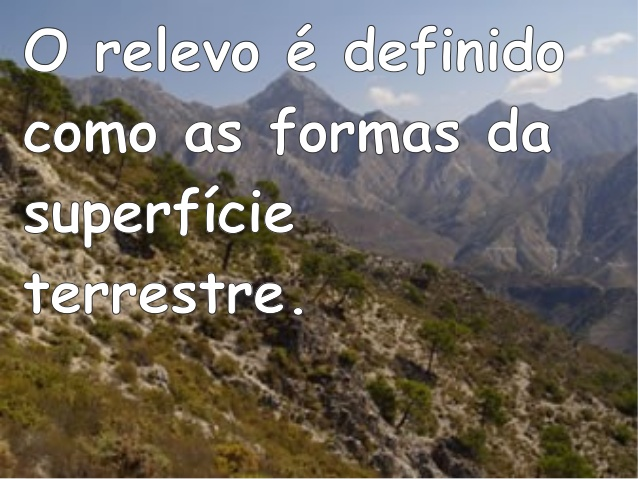 O relevo é definido
como as formas da
superfície
terrestre.